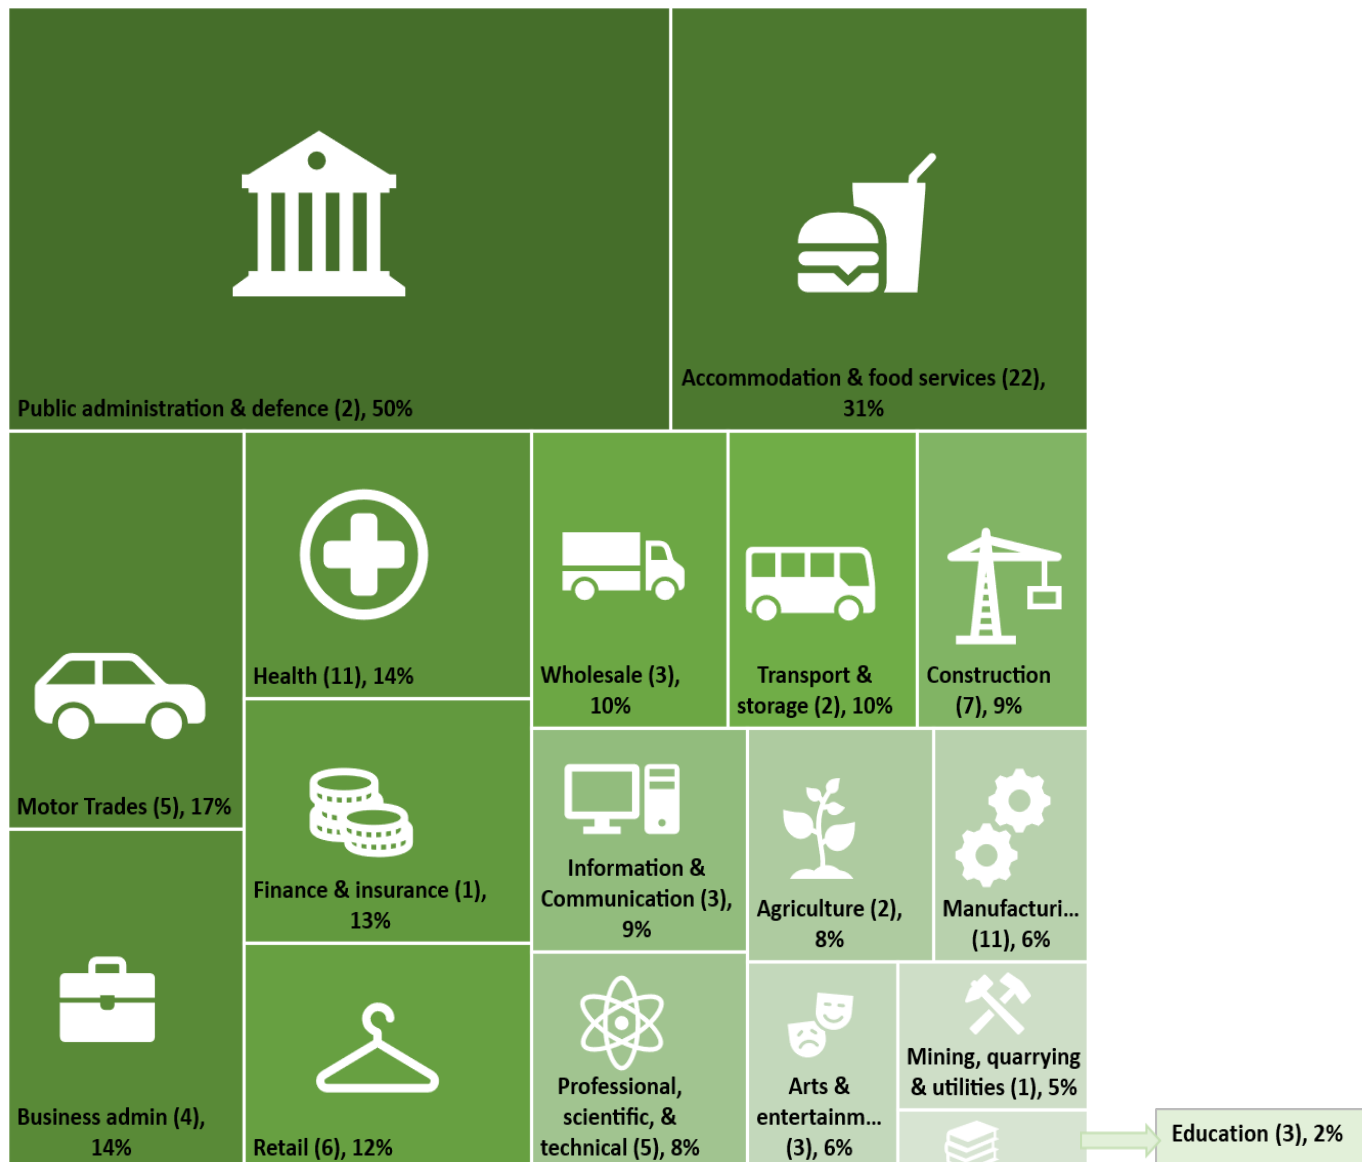 Public administration & defence (2), 50%
Accommodation & food services (22),
31%
Motor Trades (5), 17%
Health (11), 14%
Wholesale (3),
10%
Transport &
storage (2), 10%
Construction
(7), 9%
Finance & insurance (1),
13%
Information &
Communication (3),
9%
Agriculture (2),
8%
Manufacturi...
(11), 6%
Business admin (4),
14%
Retail (6), 12%
Professional,
scientific, &
technical (5), 8%
Arts &
entertainm...
(3), 6%
Mining, quarrying
& utilities (1), 5%
Education (3), 2%